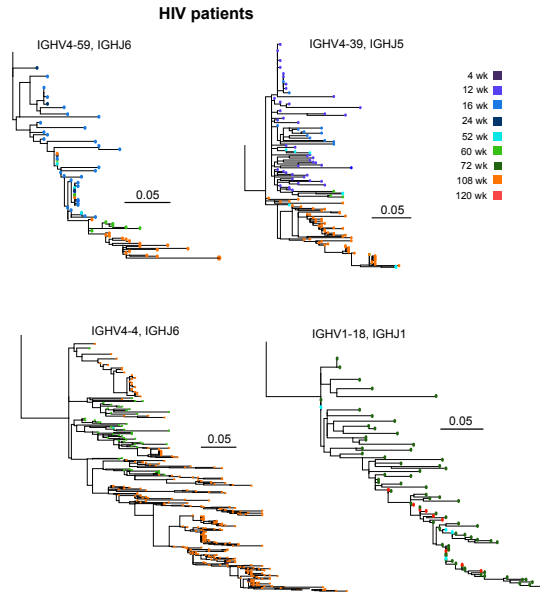 HIV patients
IGHV4-59, IGHJ6
IGHV4-39, IGHJ5
4 wk
12 wk
16 wk
24 wk
52 wk
60 wk
72 wk
108 wk
120 wk
0.05
0.05
IGHV4-4, IGHJ6
IGHV1-18, IGHJ1
0.05
0.05